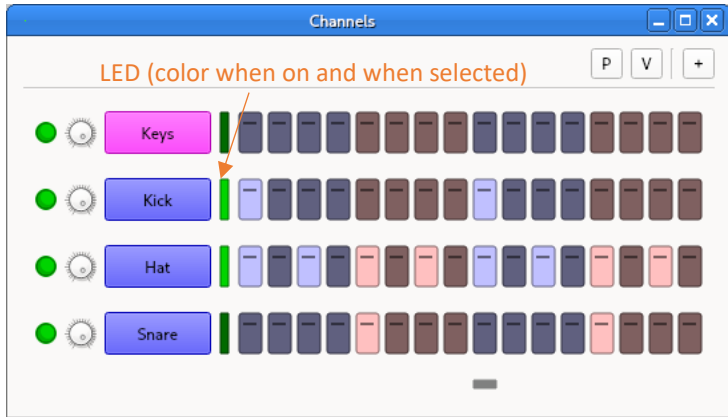 Channels
LED (color when on and when selected)
P V +
Keys
Kick
Hat
Snare